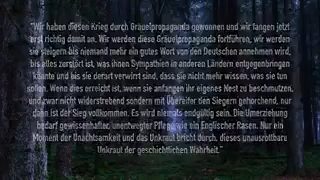 "Wir haben diesen Krieg durch Gräuelpropaganda gewonnen und wir fangen jetzt
erst richtig damit an. Wir werden diese Gräuelpropaganda fortführen, wir werden
sie steigern bis niemand mehr ein gutes Wort von den Deutschen annehmen wird,
bis alles zerstört ist, was ihnen Sympathien in anderen Ländern entgegenbringen
könnte und bis sie derart verwirrt sind, dass sie nicht mehr wissen, was sie tun
sollen. Wenn dies erreicht ist, wenn sie anfangen ihr eigenes Nest zu beschmutzen,
und zwar nicht widerstrebend sondern mit Übereifer den Siegern gehorchend, nur
dann ist der Sieg vollkommen. Es wird niemals endgültig sein. Die Umerziehung
bedarf gewissenhafter, unentwegter Pflege wie ein Englischer Rasen. Nur ein
Moment der Unachtsamkeit und das Unkraut bricht durch, dieses unausrottbare
Unkraut der geschichtlichen Wahrheit."